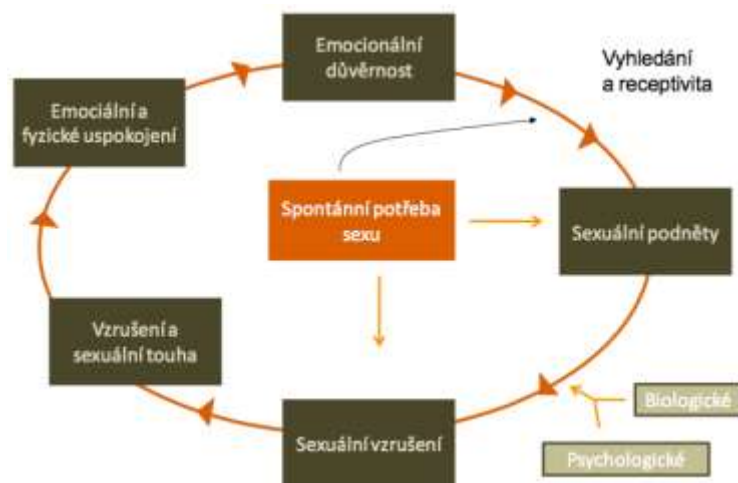 Emocionální
důvěrnost
Vyhledání
a receptivita
Emociální a
fyzické uspokojení
Spontánní potřeba
sexu
Sexuální podněty
Vzrušení a
sexuální touha
Biologické
Sexuální vzrušení
Psychologické